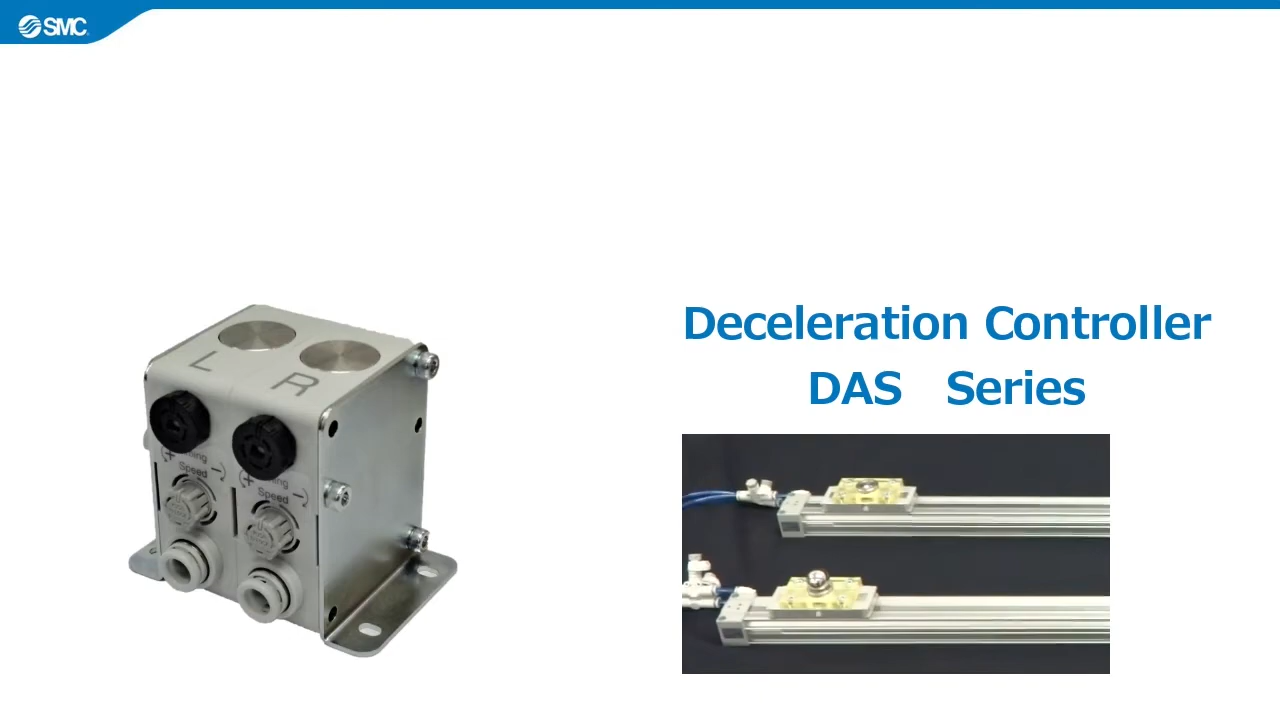 SMC
Deceleration Controller
DAS Series
L
R
Speed
Speed